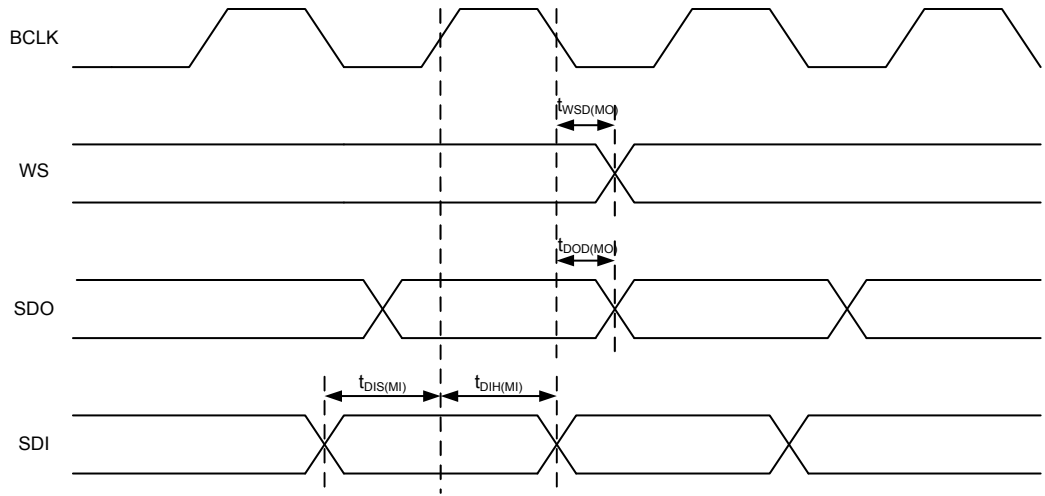 BCLK
tWSD(MO)
WS
tDOD(MO)
SDO
tDIS(MI) tDIH(MI)
SDI